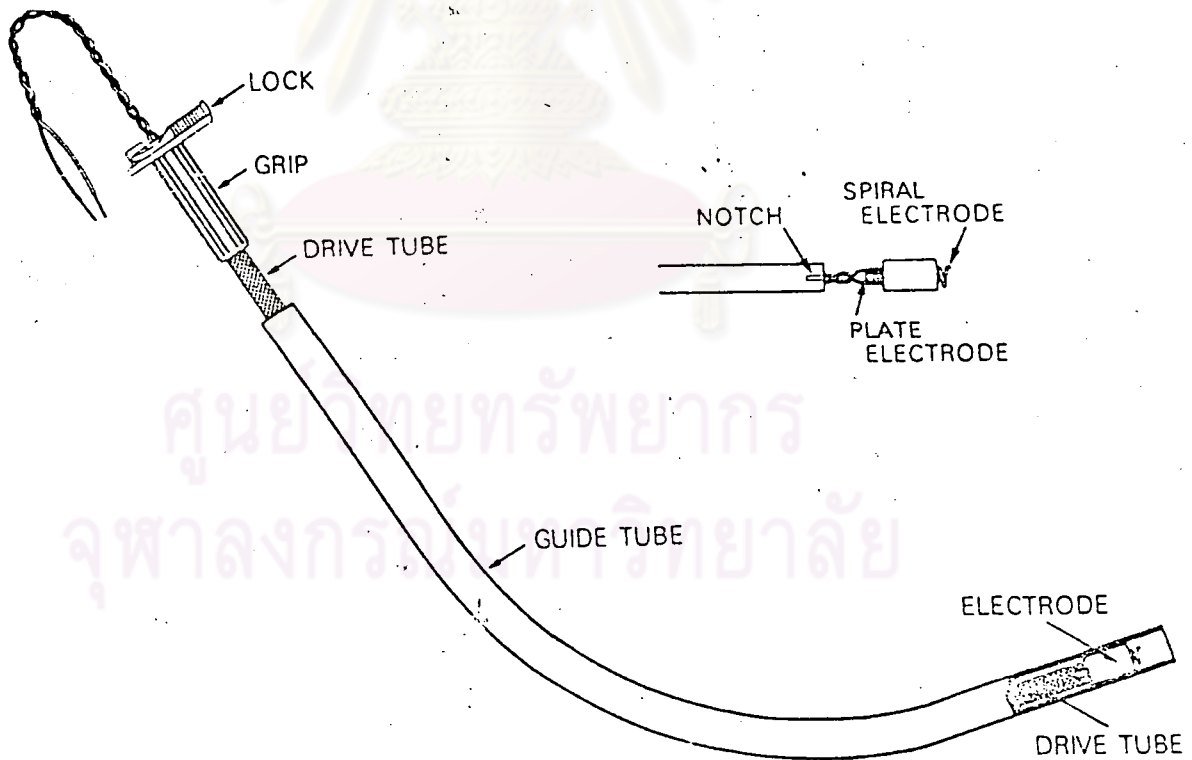 LOCK
GRIP
DRIVE TUBE
NOTCH
SPIRAL
ELECTRODE
PLATE
ELECTRODE
ศูนย์วิทยทรัพยากร
จุฬาลงกรณ์มหาวิทยาลัย
GUIDE TUBE
ELECTRODE
DRIVE TUBE